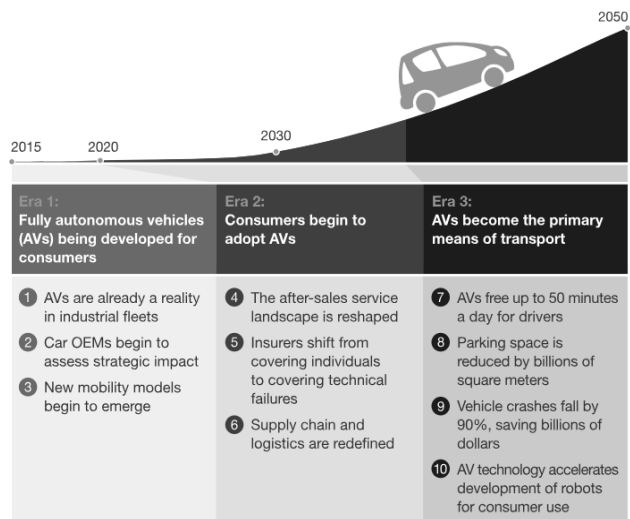 2050
2015
2020
2030
Era 1:
Fully autonomous vehicles
(AVs) being developed for
consumers
1 AVs are already a reality
in industrial fleets
2 Car OEMs begin to
assess strategic impact
3 New mobility models
begin to emerge
Era 2:
Consumers begin to
adopt AVs
4 The after-sales service
landscape is reshaped
5 Insurers shift from
covering individuals
to covering technical
failures
6 Supply chain and
logistics are redefined
Era 3:
AVs become the primary
means of transport
7 AVs free up to 50 minutes
a day for drivers
8 Parking space is
reduced by billions of
square meters
9 Vehicle crashes fall by
90%, saving billions of
dollars
10 AV technology accelerates
development of robots
for consumer use